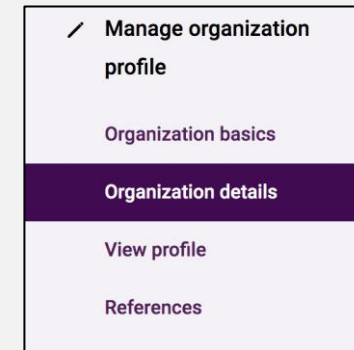 Manage organization
profile
Organization basics
Organization details
View profile
References